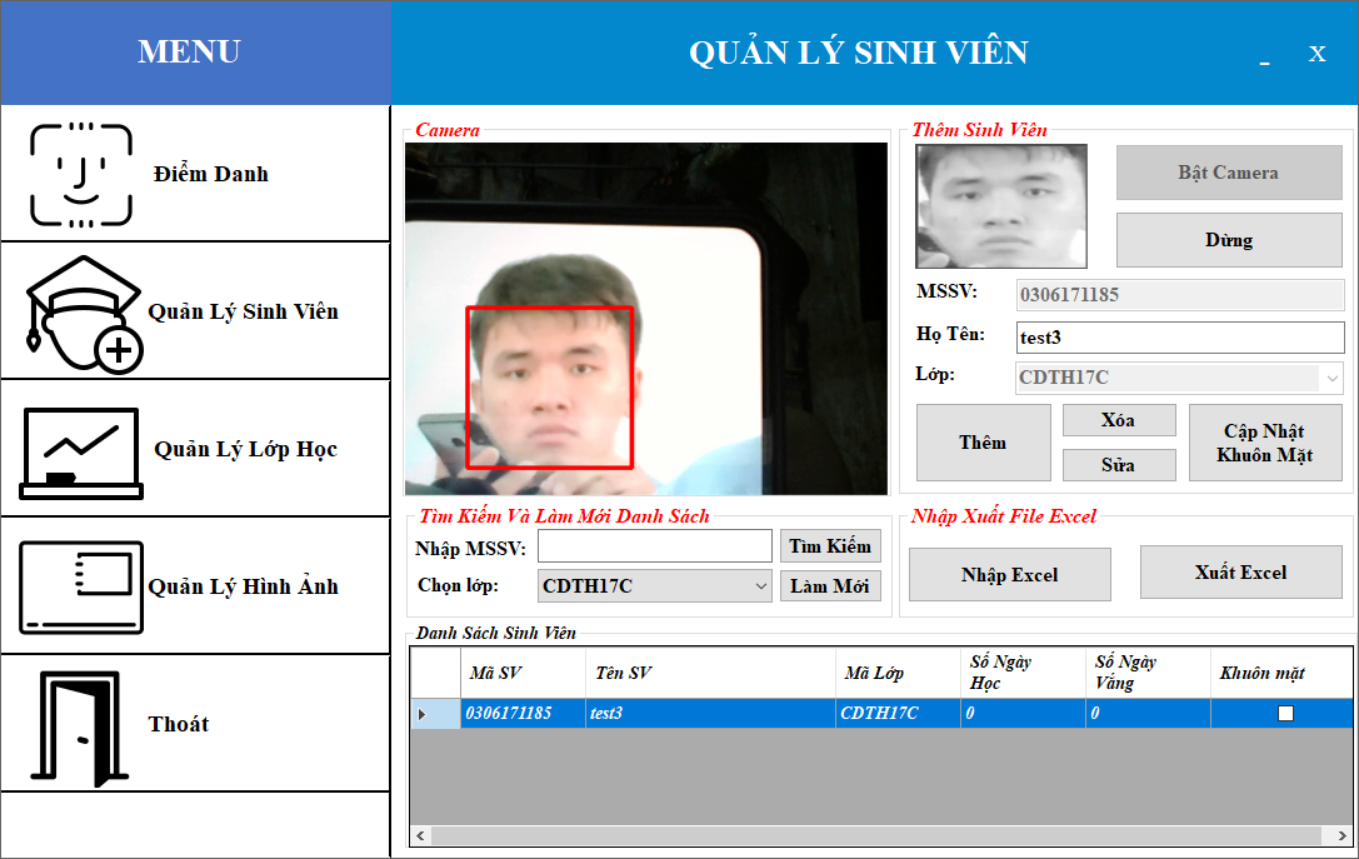 MENU
QUẢN LÝ SINH VIÊN
_ X
Điểm Danh
Quản Lý Sinh Viên
Quản Lý Lớp Học
Quản Lý Hình Ảnh
Thoát
Camera
Thêm Sinh Viên
Bật Camera
Dừng
MSSV: 0306171185
Họ Tên: test3
Lớp: CDTH17C
Thêm
Xóa
Sửa
Cập Nhật
Khuôn Mặt
Tìm Kiếm Và Làm Mới Danh Sách
Nhập MSSV: Tìm Kiếm
Chọn lớp: CDTH17C Làm Mới
Nhập Xuất File Excel
Nhập Excel Xuất Excel
Danh Sách Sinh Viên
Mã SV Tên SV Mã Lớp Số Ngày Học Số Ngày Vắng Khuôn mặt
0306171185 test3 CDTH17C 0 0